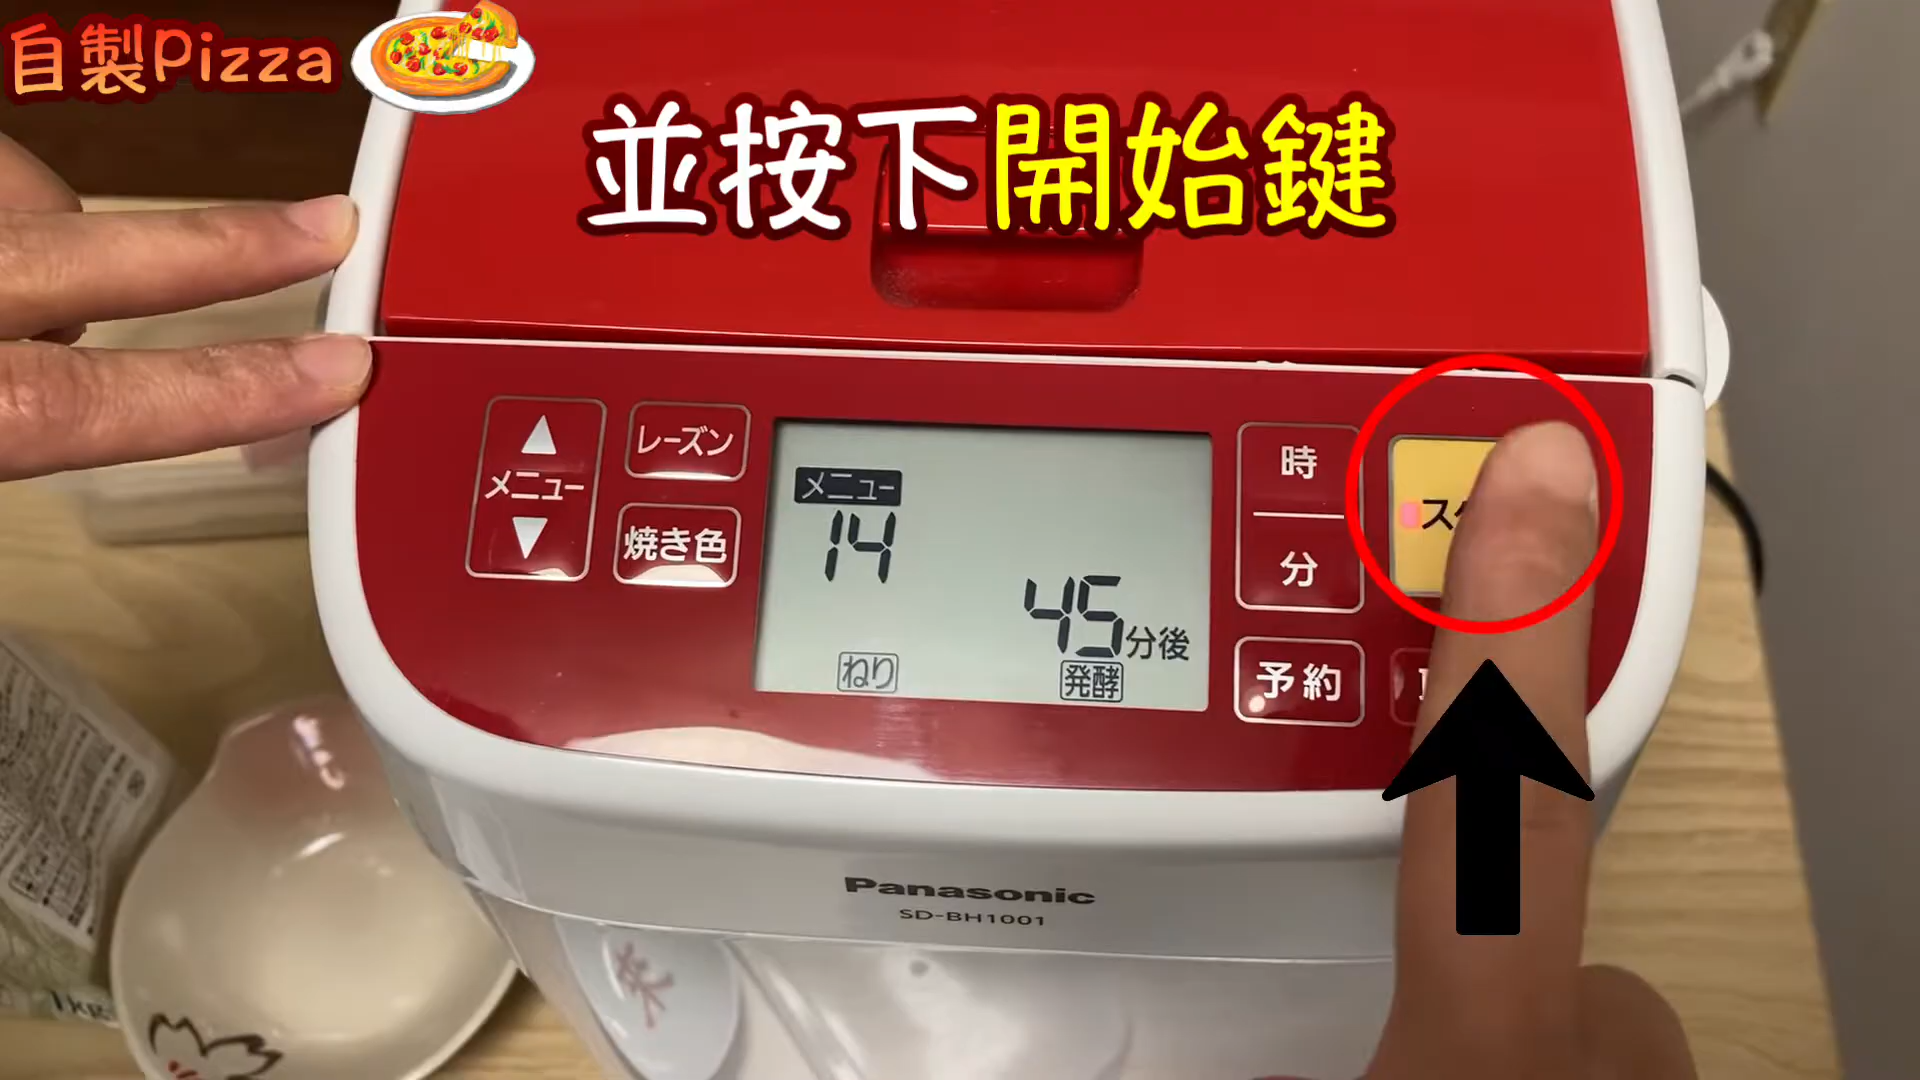 自製Pizza
並按下開始鍵
メニュー
レーズン
焼き色
メニュー
14
45分後
ねり
発酵
時
分
予約
ス
Panasonic
SD-BH1001
1kg